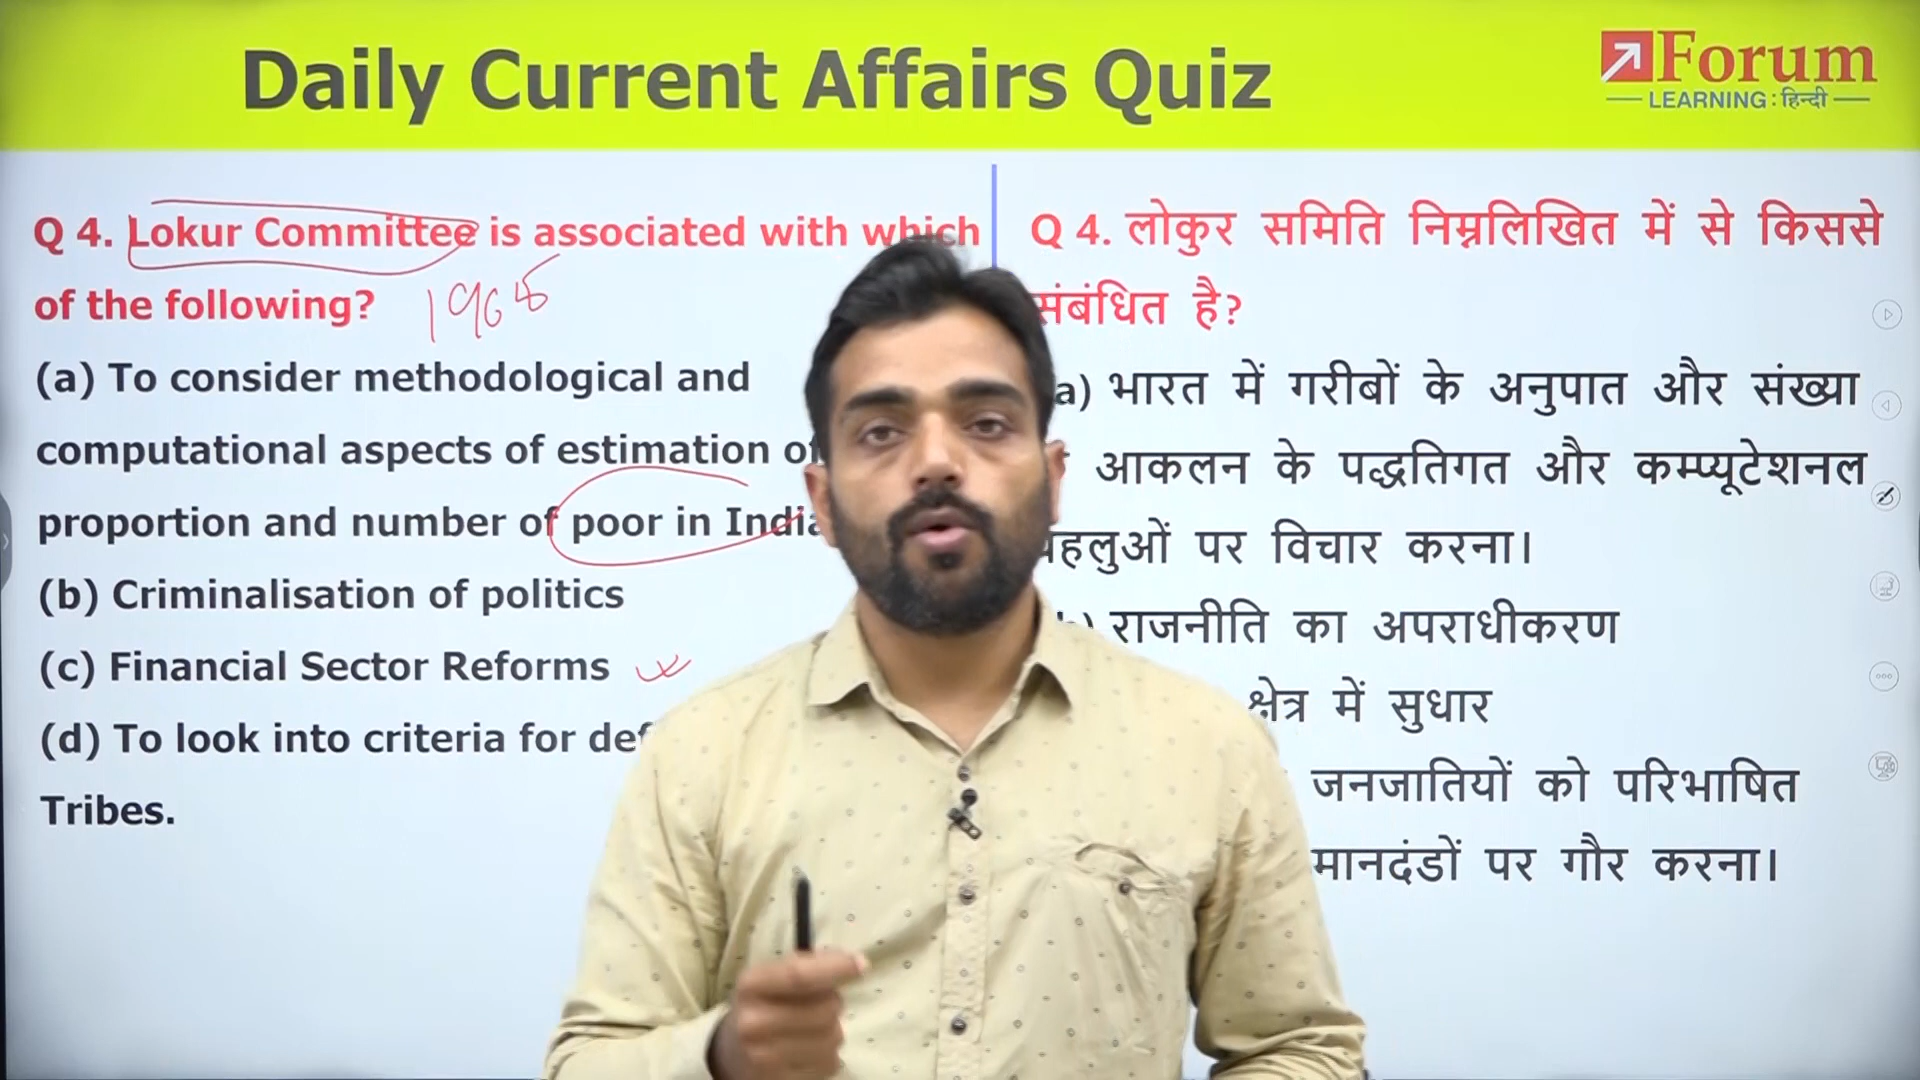 Daily Current Affairs Quiz
Forum
LEARNING : हिन्दी
Q 4. Lokur Committee is associated with which
of the following?
1965
(a) To consider methodological and
computational aspects of estimation of
proportion and number of poor in India
(b) Criminalisation of politics
(c) Financial Sector Reforms
(d) To look into criteria for def
Tribes.
Q 4. लोकुर समिति निम्नलिखित में से किससे
संबंधित है?
a) भारत में गरीबों के अनुपात और संख्या
आकलन के पद्धतिगत और कम्प्यूटेशनल
पहलुओं पर विचार करना।
राजनीति का अपराधीकरण
क्षेत्र में सुधार
जनजातियों को परिभाषित
मानदंडों पर गौर करना।